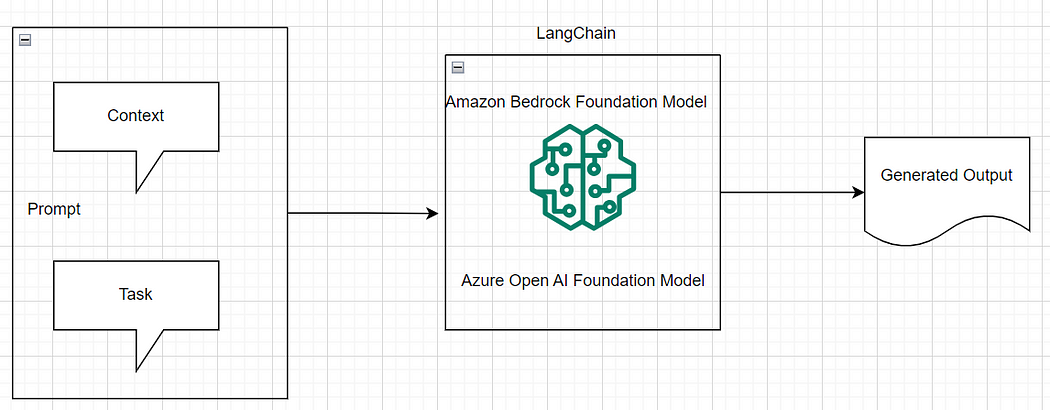 Context
Prompt
Task
LangChain
Amazon Bedrock Foundation Model
Azure Open AI Foundation Model
Generated Output